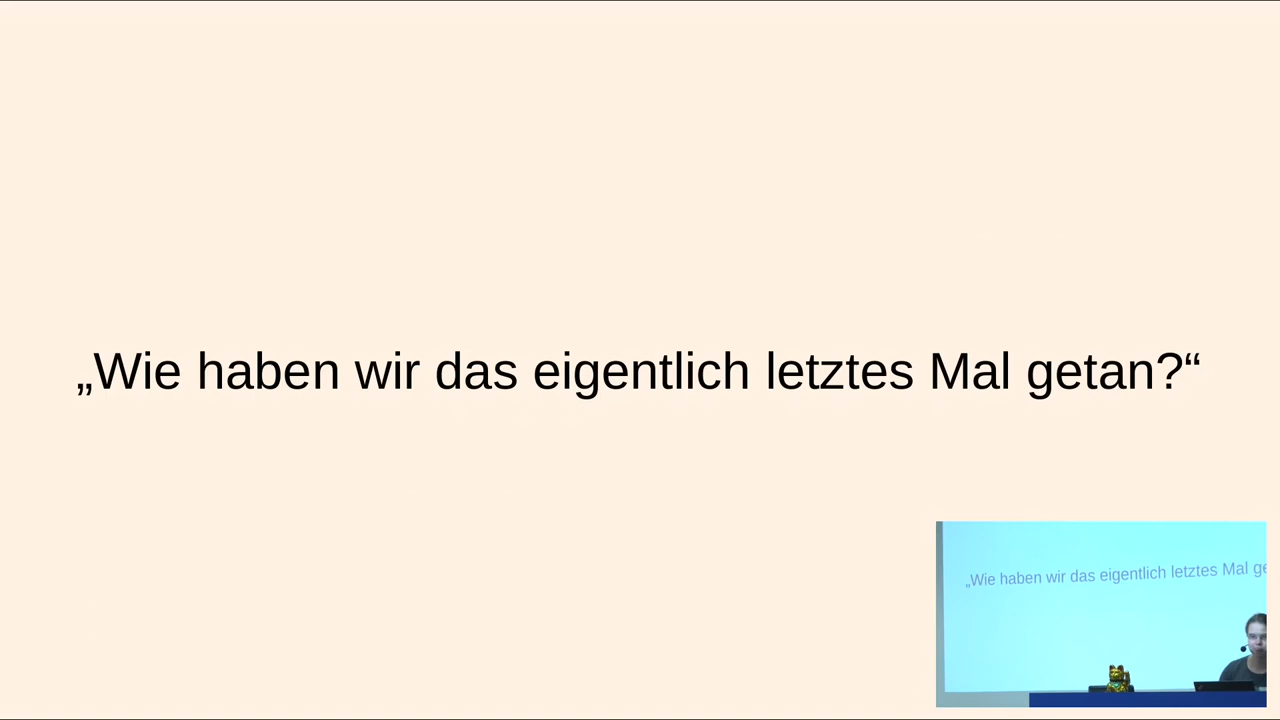 „Wie haben wir das eigentlich letztes Mal getan?“
„Wie haben wir das eigentlich letztes Mal ge